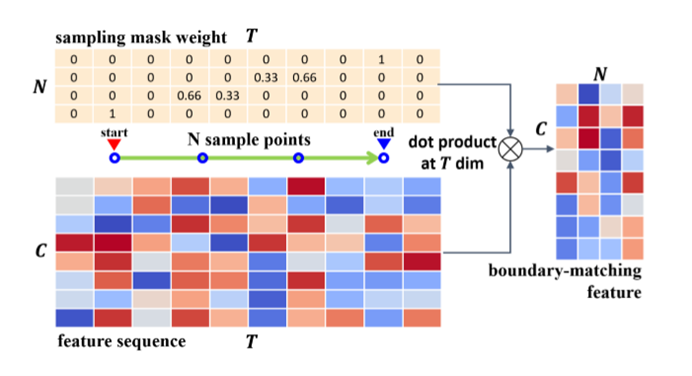 sampling mask weight T
N
0 0 0 0 0 0 0 0 1 0
0 0 0 0 0 0.33 0.66 0 0 0
0 0 0 0.66 0.33 0 0 0 0 0
0 1 0 0 0 0 0 0 0 0
start
N sample points
end
dot product
at T dim
N
C
C
boundary-matching
feature
feature sequence T